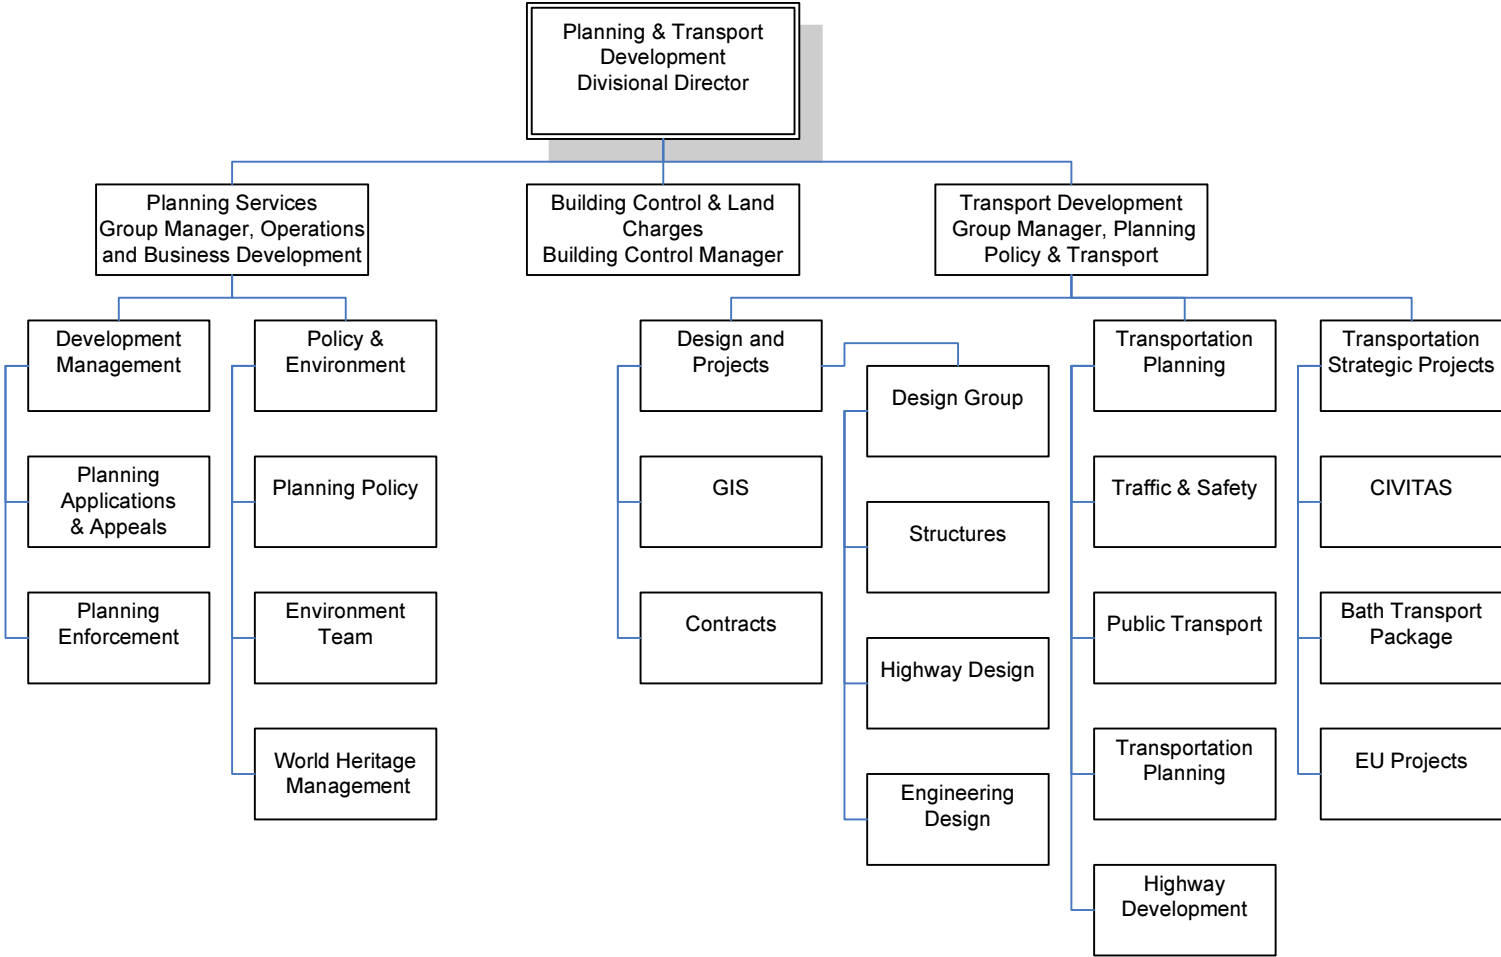 Planning & Transport
Development
Divisional Director
Planning Services
Group Manager, Operations
and Business Development
Building Control & Land
Charges
Building Control Manager
Transport Development
Group Manager, Planning
Policy & Transport
Development
Management
Policy &
Environment
Design and
Projects
Design Group
Transportation
Planning
Transportation
Strategic Projects
Planning
Applications
& Appeals
Planning Policy
GIS
Structures
Traffic & Safety
CIVITAS
Planning
Enforcement
Environment
Team
Contracts
Highway Design
Public Transport
Bath Transport
Package
World Heritage
Management
Engineering
Design
Transportation
Planning
EU Projects
Highway
Development